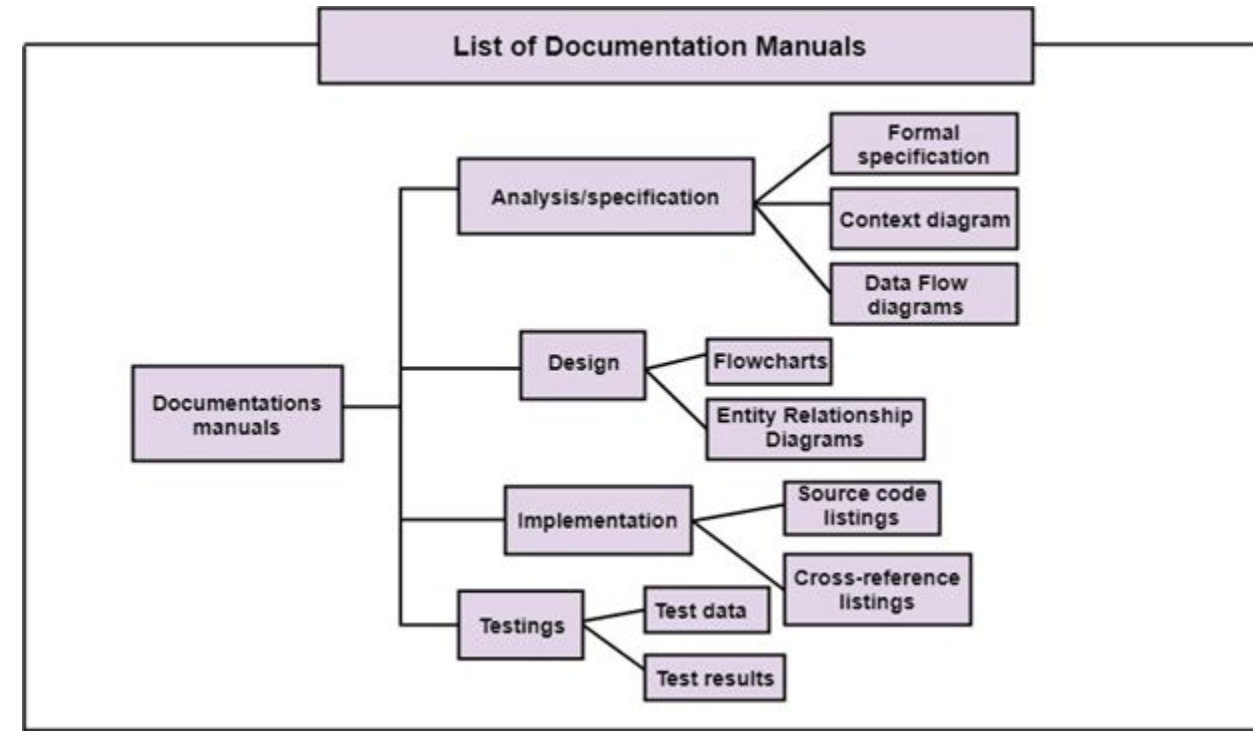 List of Documentation Manuals
Documentations
manuals
Analysis/specification
Formal
specification
Context diagram
Data Flow
diagrams
Design
Flowcharts
Entity Relationship
Diagrams
Implementation
Source code
listings
Cross-reference
listings
Testings
Test data
Test results